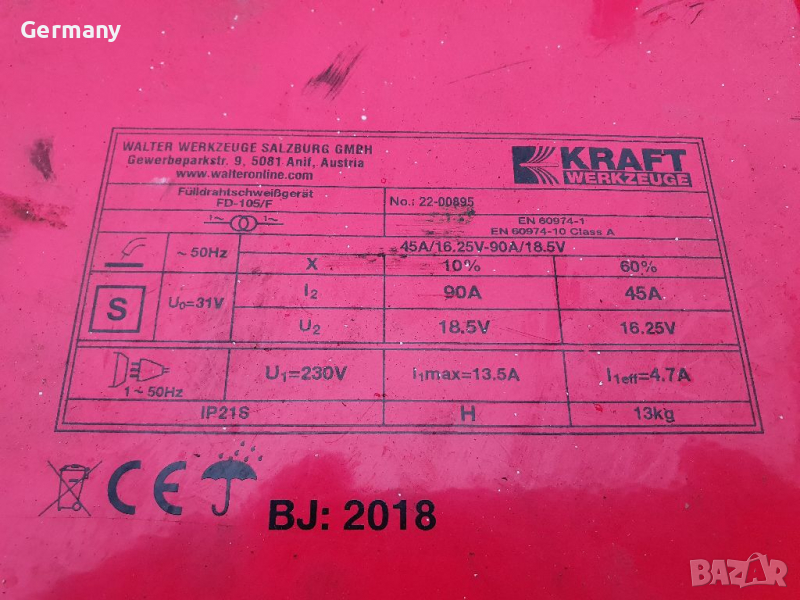 Germany
WALTER WERKZEUGE SALZBURG GMBH
Gewerbeparkstr. 9, 5081 Anif, Austria
www.walteronline.com
KRAFT
WERKZEUGE
Fülldrahtschweißgerät
FD-105/F
No.: 22-00895
1~ 1~
EN 60974-1
EN 60974-10 Class A
45A/16.25V-90A/18.5V
~ 50Hz
X 10% 60%
S
U0=31V
I2 90A 45A
U2 18.5V 16.25V
1 ~ 50Hz
U1=230V I1max=13.5A I1eff=4.7A
IP21S H 13kg
CE
BJ: 2018
BAZAR